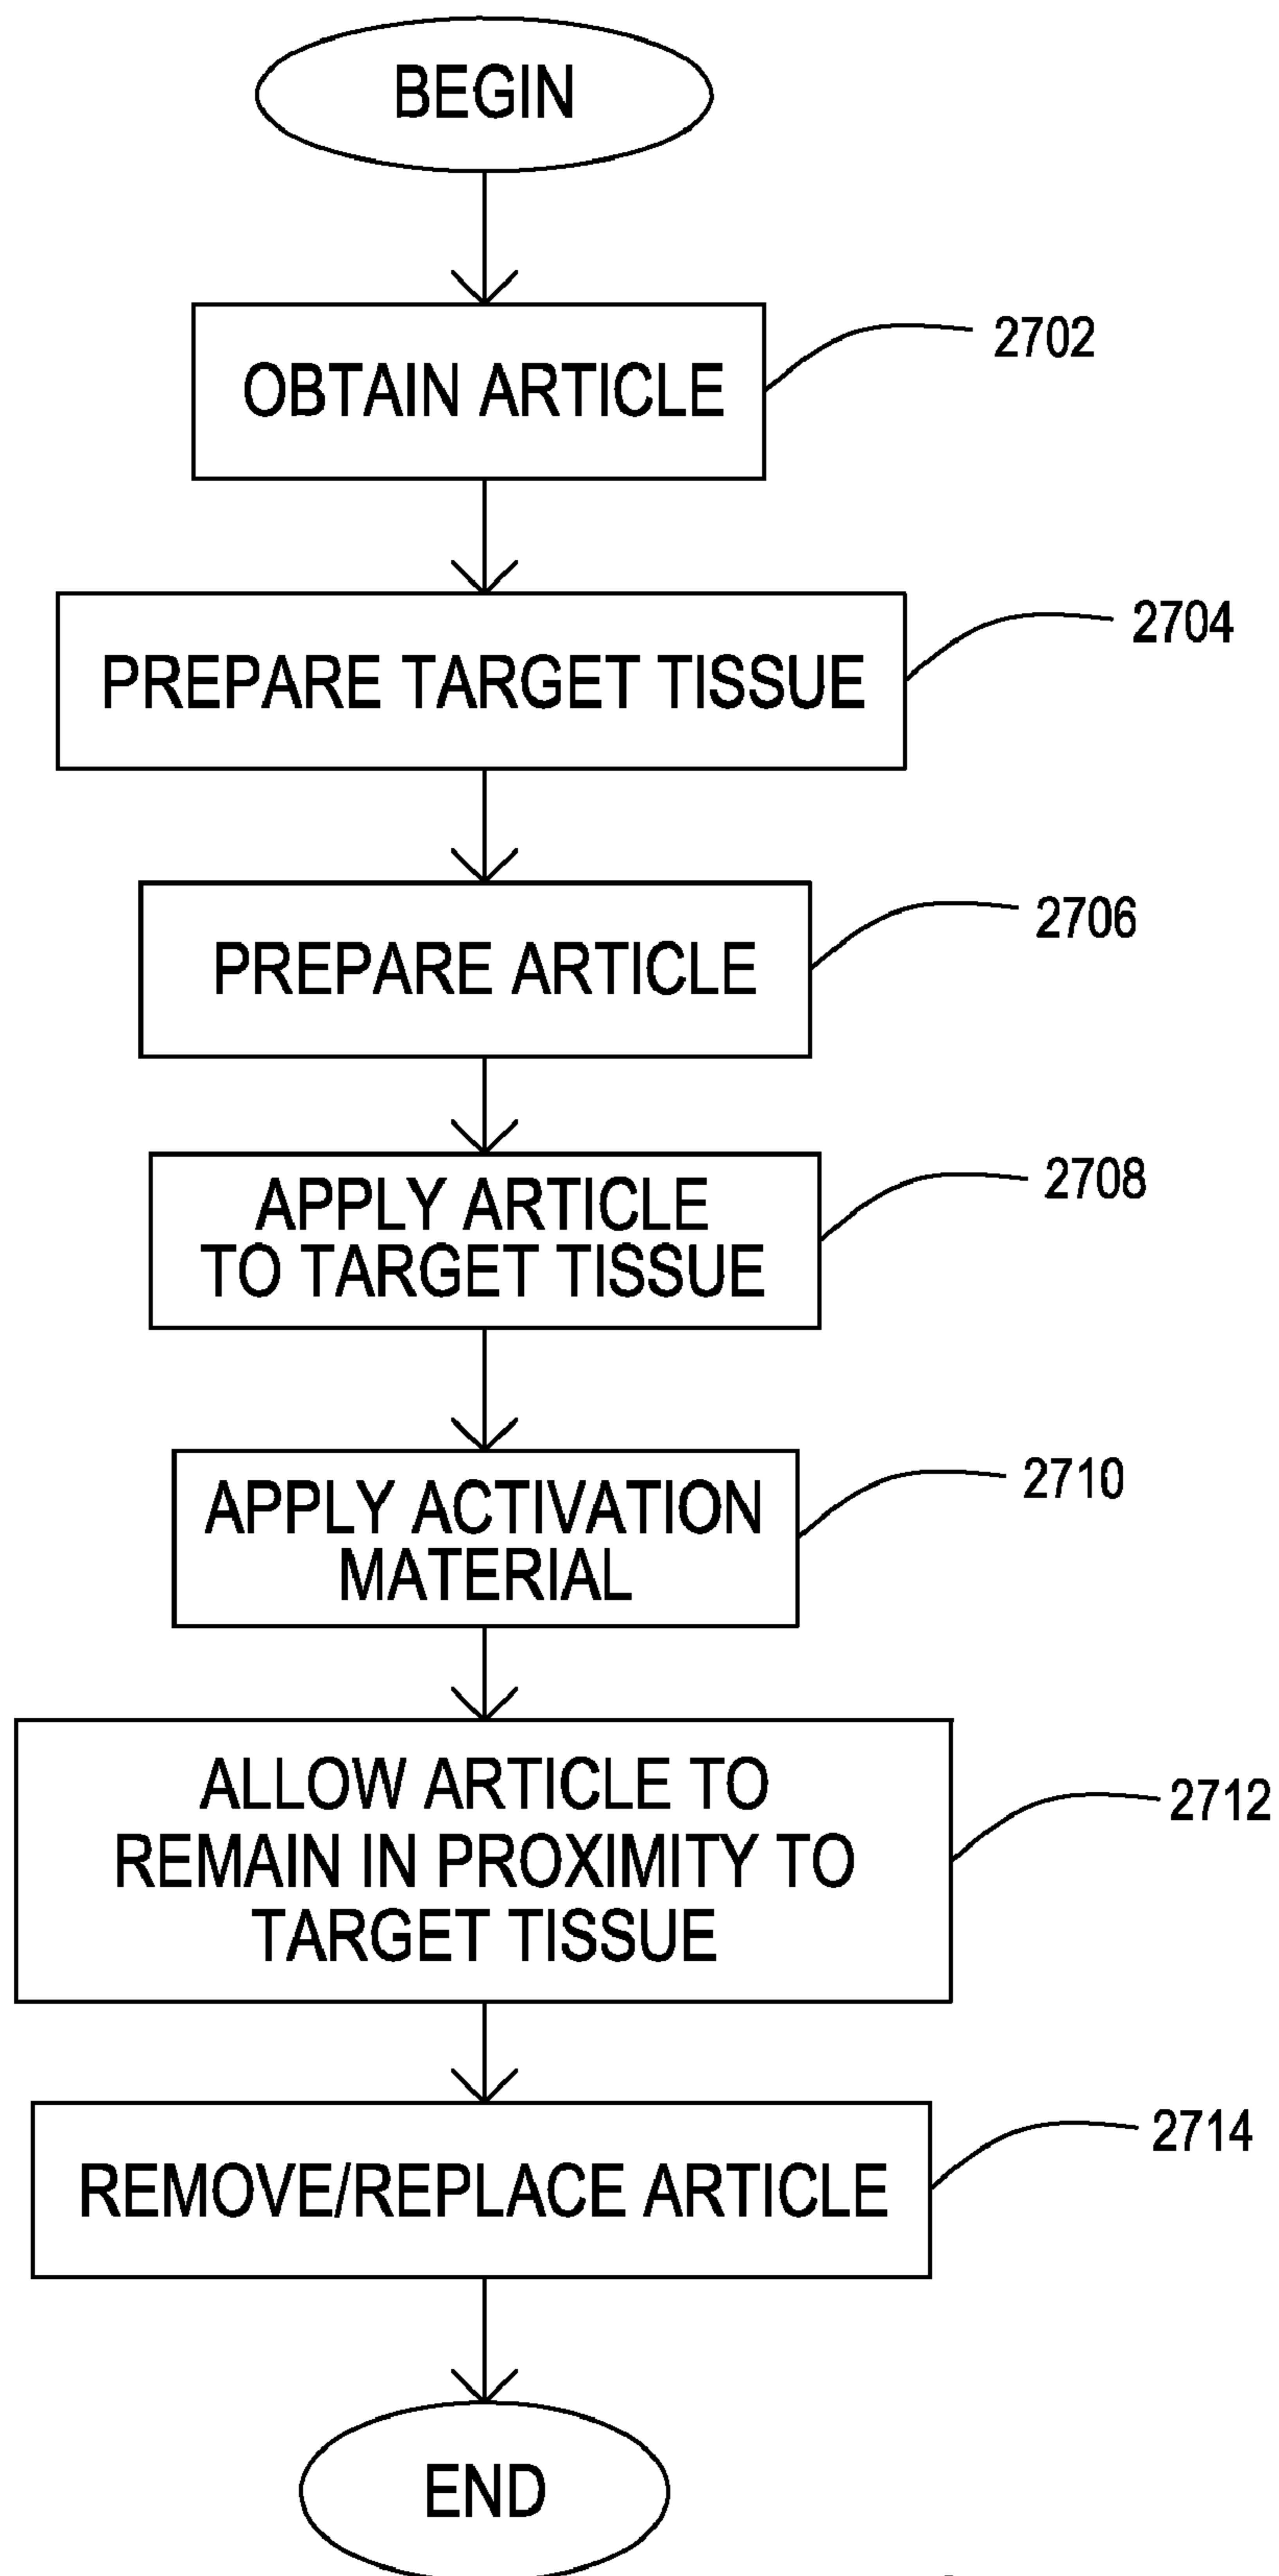 BEGIN
OBTAIN ARTICLE
2702
PREPARE TARGET TISSUE
2704
PREPARE ARTICLE
2706
APPLY ARTICLE
TO TARGET TISSUE
2708
APPLY ACTIVATION
MATERIAL
2710
ALLOW ARTICLE TO
REMAIN IN PROXIMITY TO
TARGET TISSUE
2712
REMOVE/REPLACE ARTICLE
2714
END